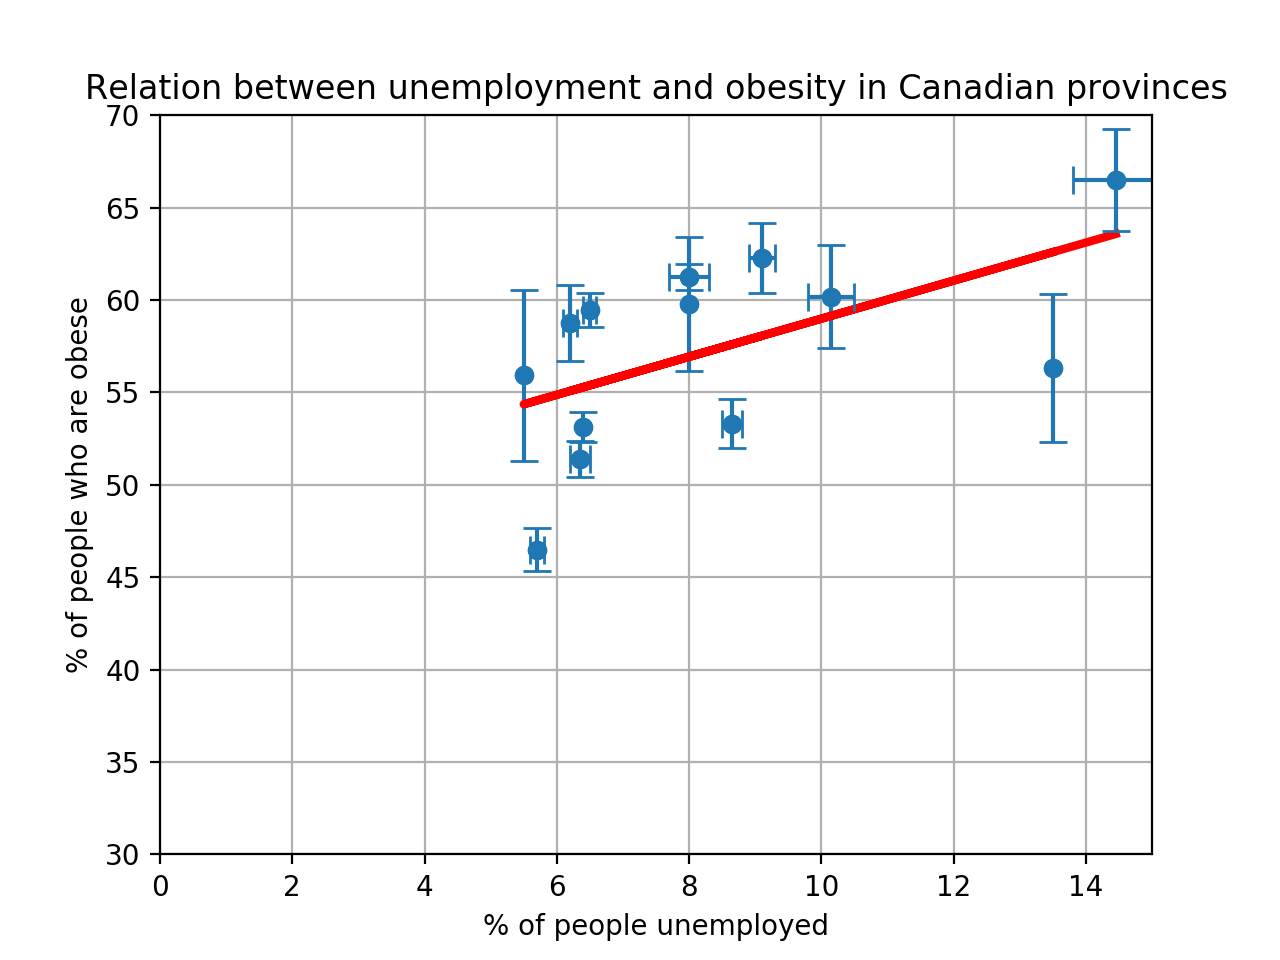 Relation between unemployment and obesity in Canadian provinces
70
65
60
55
50
45
40
35
30
% of people who are obese
0 2 4 6 8 10 12 14
% of people unemployed